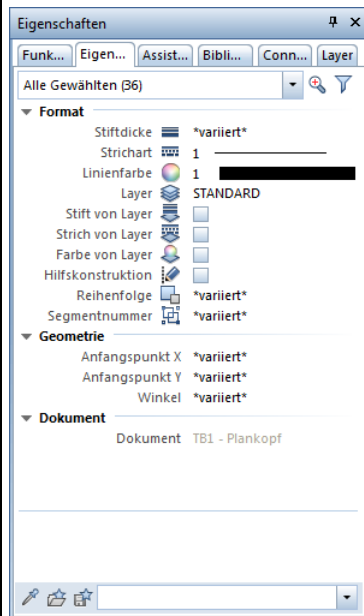 Eigenschaften
Funk... Eigen... Assist... Bibli... Conn... Layer
Alle Gewählten (36)
Format
Stiftdicke *variiert*
Strichart 1
Linienfarbe 1
Layer STANDARD
Stift von Layer
Strich von Layer
Farbe von Layer
Hilfskonstruktion
Reihenfolge *variiert*
Segmentnummer *variiert*
Geometrie
Anfangspunkt X *variiert*
Anfangspunkt Y *variiert*
Winkel *variiert*
Dokument
Dokument TB1 - Plankopf